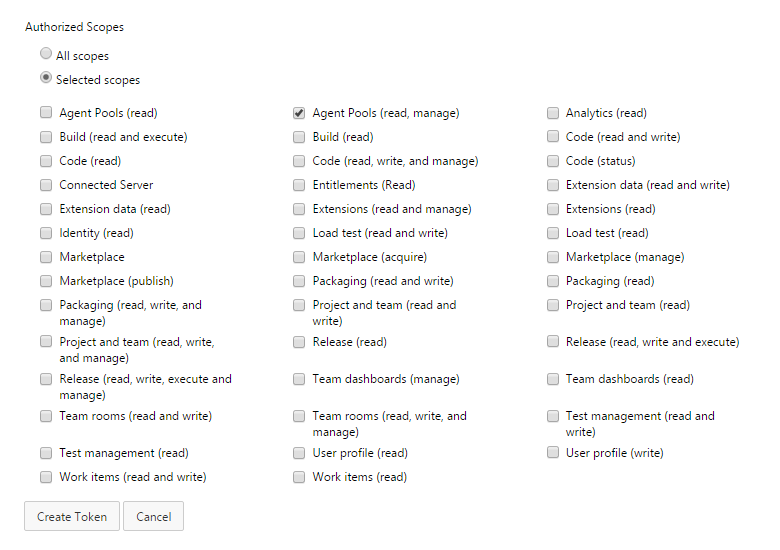 Authorized Scopes
All scopes
Selected scopes
Agent Pools (read) Agent Pools (read, manage) Analytics (read)
Build (read and execute) Build (read) Code (read and write)
Code (read) Code (read, write, and manage) Code (status)
Connected Server Entitlements (Read) Extension data (read and write)
Extension data (read) Extensions (read and manage) Extensions (read)
Identity (read) Load test (read and write) Load test (read)
Marketplace Marketplace (acquire) Marketplace (manage)
Marketplace (publish) Packaging (read and write) Packaging (read)
Packaging (read, write, and Project and team (read and Project and team (read)
manage) write)
Project and team (read, write, Release (read) Release (read, write and execute)
and manage)
Release (read, write, execute and Team dashboards (manage) Team dashboards (read)
manage)
Team rooms (read and write) Team rooms (read, write, and Test management (read and
manage) write)
Test management (read) User profile (read) User profile (write)
Work items (read and write) Work items (read)
Create Token Cancel